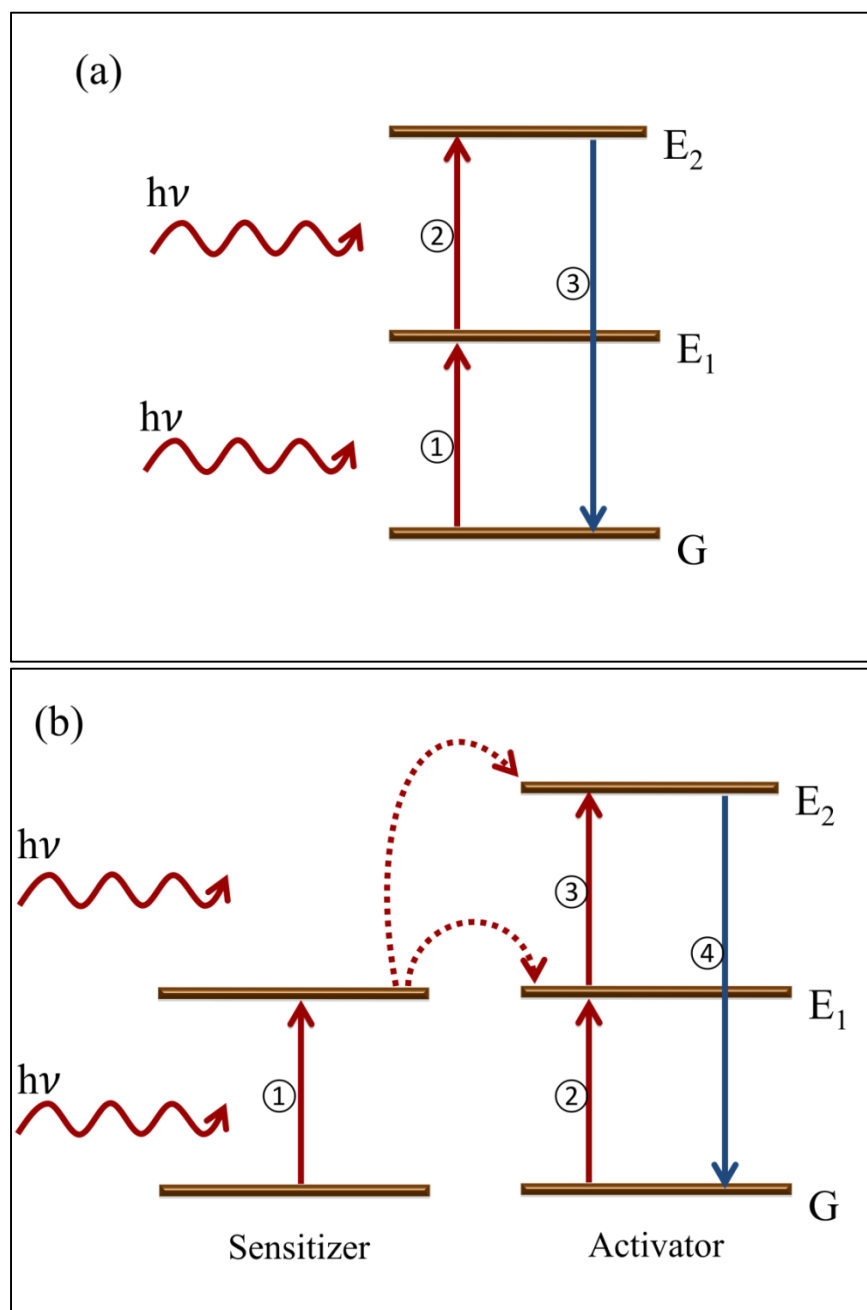 (a)
E₂
hν
②
③
E₁
hν
①
G
(b)
E₂
hν
③
④
E₁
hν
①
②
G
Sensitizer
Activator